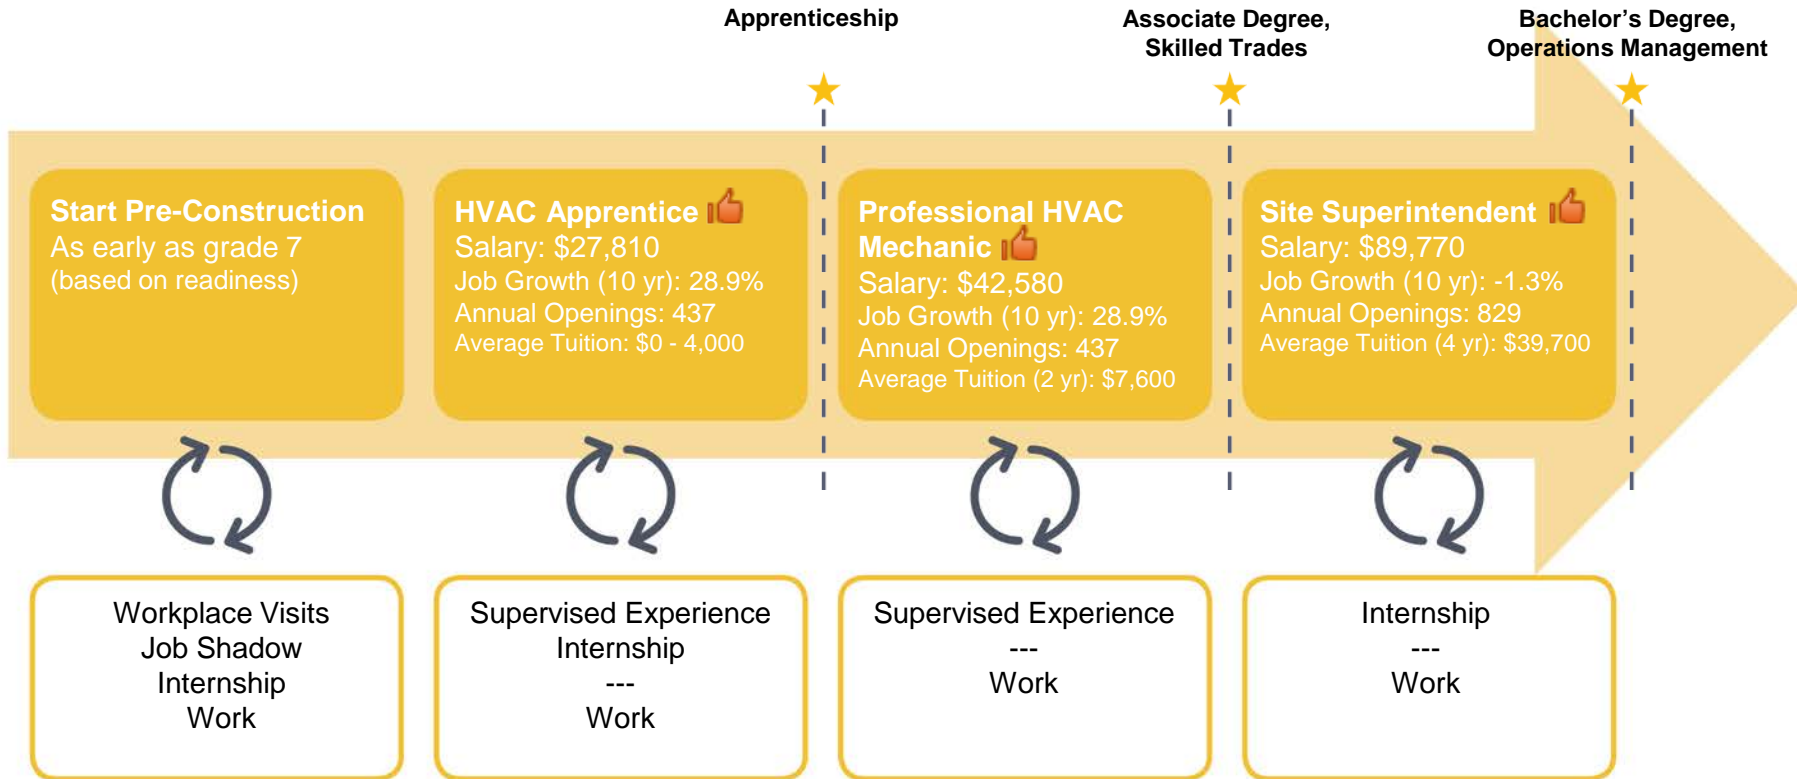 Apprenticeship
Associate Degree,
Skilled Trades
Bachelor's Degree,
Operations Management
Start Pre-Construction
As early as grade 7
(based on readiness)
HVAC Apprentice
Salary: $27,810
Job Growth (10 yr): 28.9%
Annual Openings: 437
Average Tuition: $0 - 4,000
Professional HVAC
Mechanic
Salary: $42,580
Job Growth (10 yr): 28.9%
Annual Openings: 437
Average Tuition (2 yr): $7,600
Site Superintendent
Salary: $89,770
Job Growth (10 yr): -1.3%
Annual Openings: 829
Average Tuition (4 yr): $39,700
Workplace Visits
Job Shadow
Internship
Work
Supervised Experience
Internship
---
Work
Supervised Experience
---
Work
Internship
---
Work